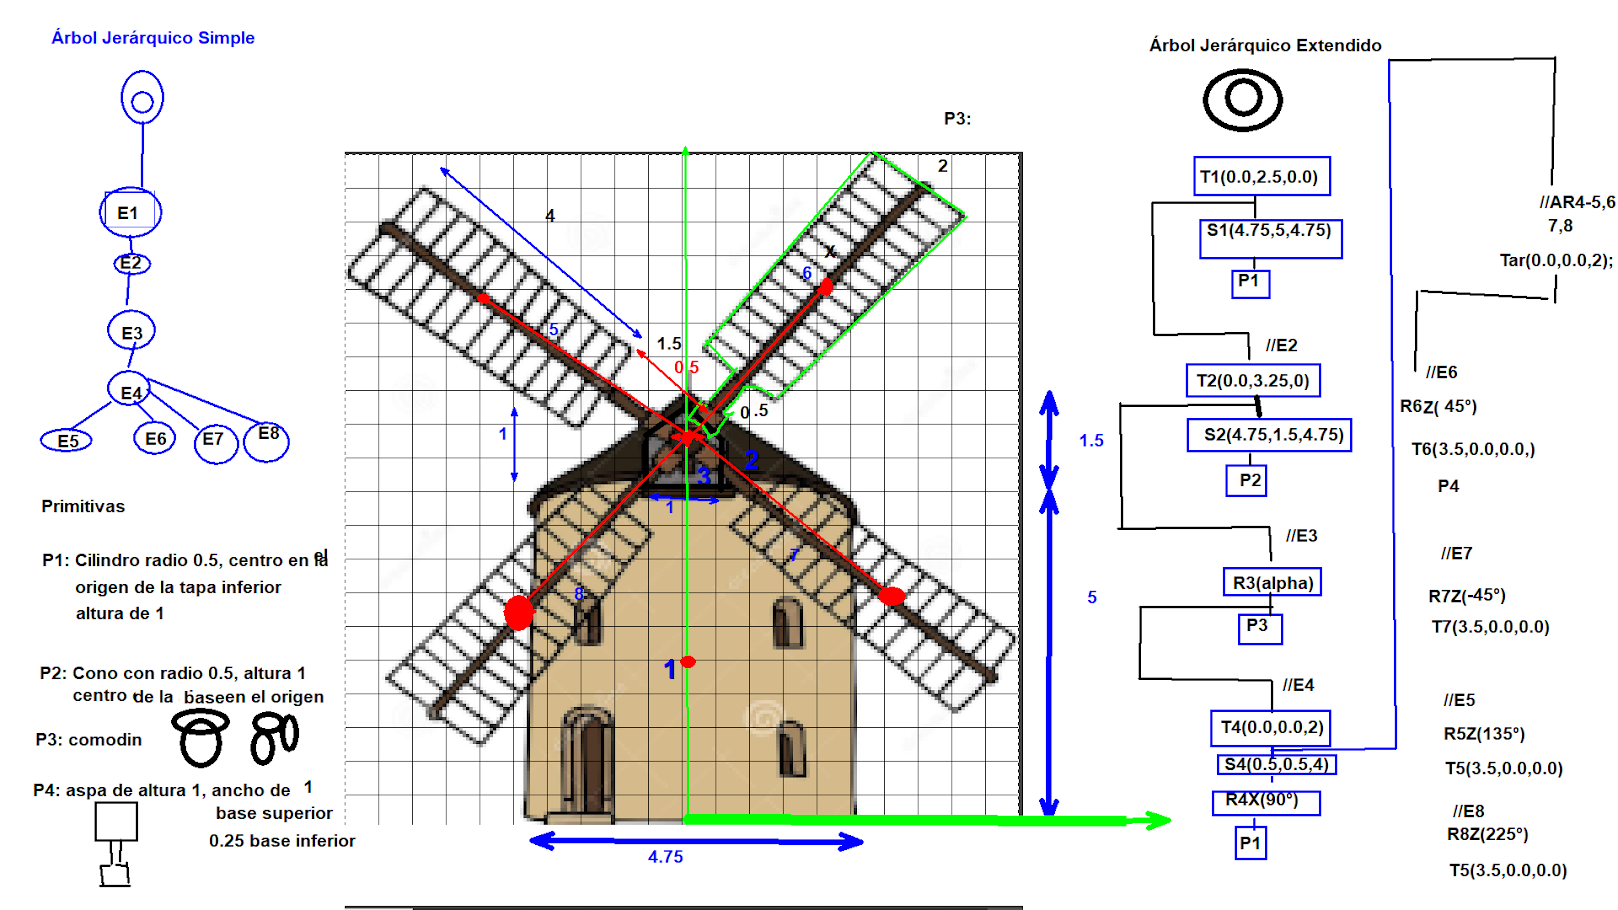 Árbol Jerárquico Simple
E1
E2
E3
E4
E5
E6
E7
E8
Primitivas
P1: Cilindro radio 0.5, centro en el
origen de la tapa inferior
altura de 1
P2: Cono con radio 0.5, altura 1
centro de la baseen el origen
P3: comodin
P4: aspa de altura 1, ancho de 1
base superior
0.25 base inferior
P3:
2
4
X
6
5
1.5
0.5
0.5
1
2
3
1
7
8
1
4.75
1.5
5
Árbol Jerárquico Extendido
T1(0.0,2.5,0.0)
S1(4.75,5,4.75)
P1
//E2
T2(0.0,3.25,0)
S2(4.75,1.5,4.75)
P2
//E3
R3(alpha)
P3
//E4
T4(0.0,0.0,2)
S4(0.5,0.5,4)
R4X(90°)
P1
//AR4-5,6
7,8
Tar(0.0,0.0,2);
//E6
R6Z( 45°)
T6(3.5,0.0,0.0,)
P4
//E7
R7Z(-45°)
T7(3.5,0.0,0.0)
//E5
R5Z(135°)
T5(3.5,0.0,0.0)
//E8
R8Z(225°)
T5(3.5,0.0,0.0)